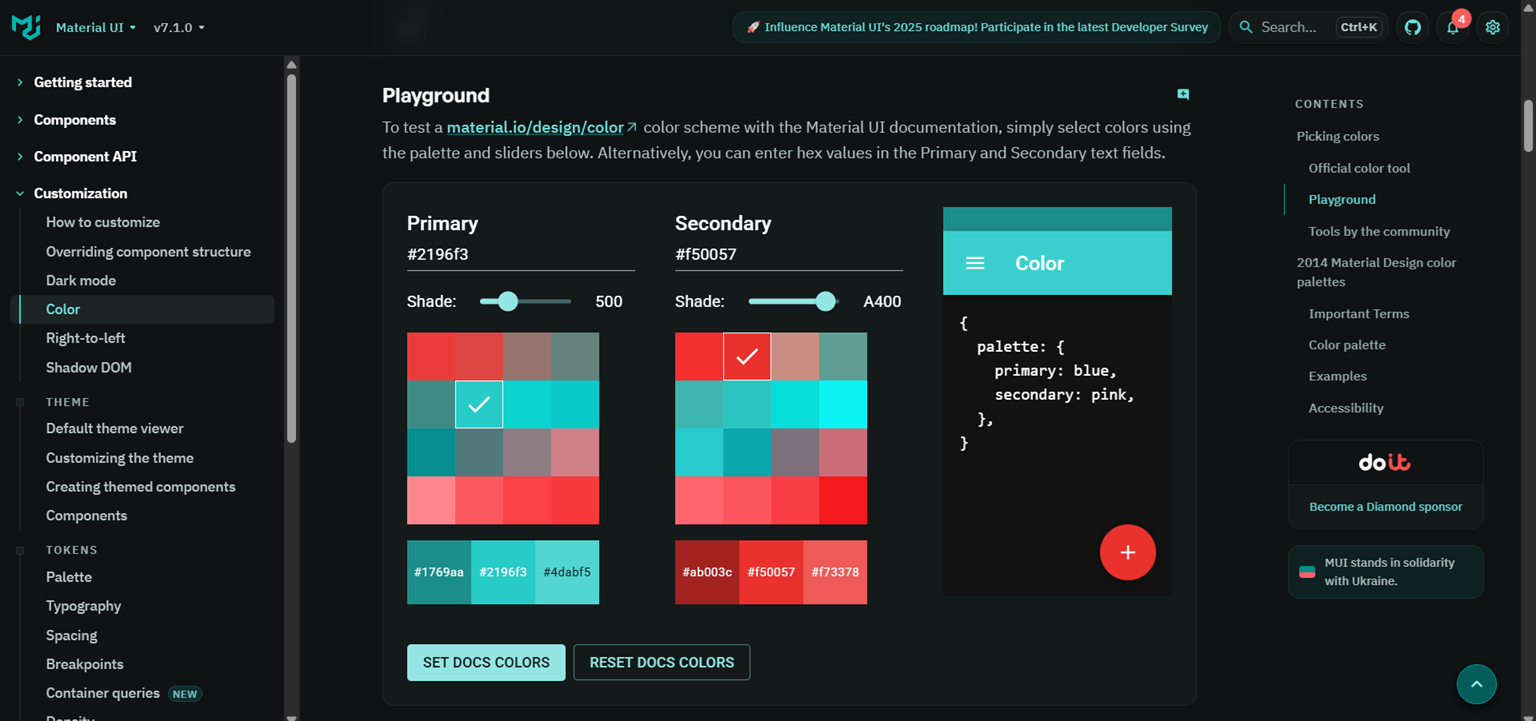 Material UI
v7.1.0
🚀 Influence Material UI's 2025 roadmap! Participate in the latest Developer Survey
Search...
Ctrl+K
4
Getting started
Components
Component API
Customization
How to customize
Overriding component structure
Dark mode
Color
Right-to-left
Shadow DOM
THEME
Default theme viewer
Customizing the theme
Creating themed components
Components
TOKENS
Palette
Typography
Spacing
Breakpoints
Container queries NEW
Density
Playground
To test a material.io/design/color color scheme with the Material UI documentation, simply select colors using
the palette and sliders below. Alternatively, you can enter hex values in the Primary and Secondary text fields.
Primary
#2196f3
Shade: 500
#1769aa #2196f3 #4dabf5
Secondary
#f50057
Shade: A400
#ab003c #f50057 #f73378
Color
{
palette: {
primary: blue,
secondary: pink,
},
}
SET DOCS COLORS
RESET DOCS COLORS
CONTENTS
Picking colors
Official color tool
Playground
Tools by the community
2014 Material Design color
palettes
Important Terms
Color palette
Examples
Accessibility
doit
Become a Diamond sponsor
MUI stands in solidarity
with Ukraine.